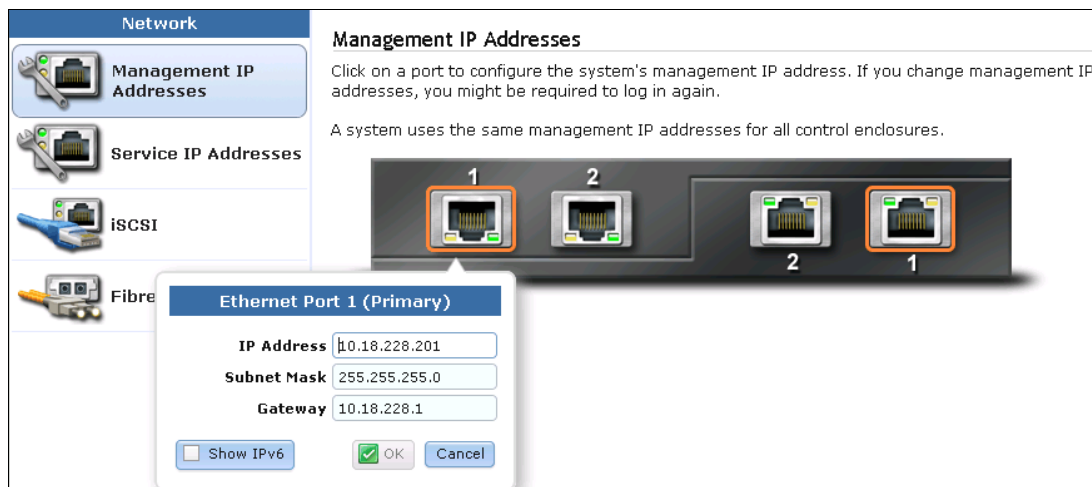 Network
Management IP
Addresses
Service IP Addresses
iSCSI
Fibre
Management IP Addresses
Click on a port to configure the system's management IP address. If you change management IP
addresses, you might be required to log in again.
A system uses the same management IP addresses for all control enclosures.
1
2
2
1
Ethernet Port 1 (Primary)
IP Address 10.18.228.201
Subnet Mask 255.255.255.0
Gateway 10.18.228.1
Show IPv6 OK Cancel